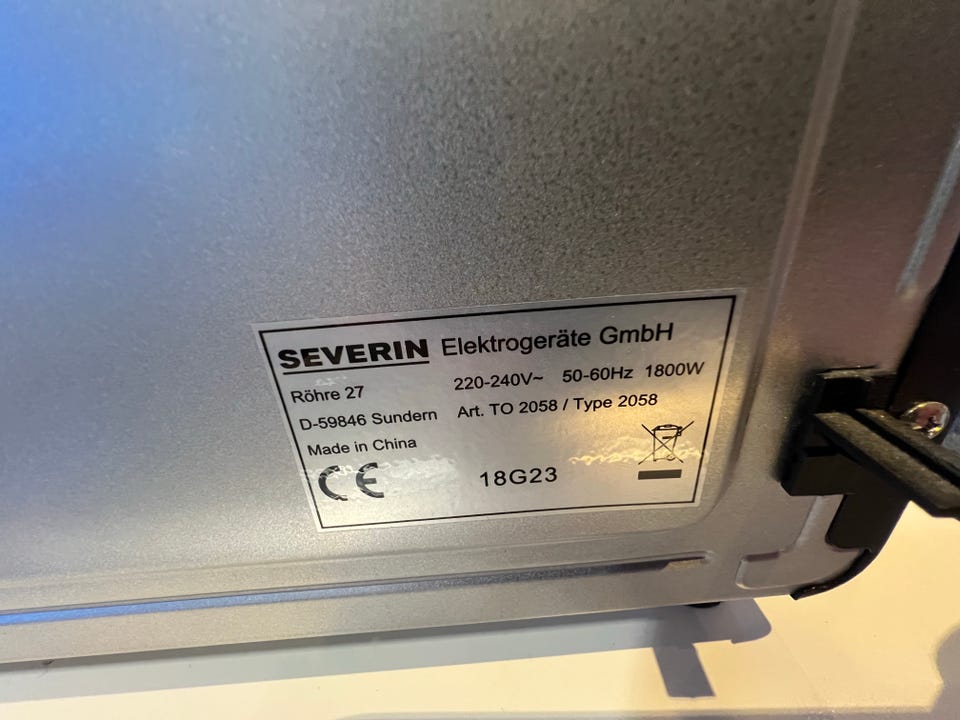 SEVERIN Elektrogeräte GmbH
Röhre 27 220-240V~ 50-60Hz 1800W
D-59846 Sundern Art. TO 2058 / Type 2058
Made in China
CE 18G23